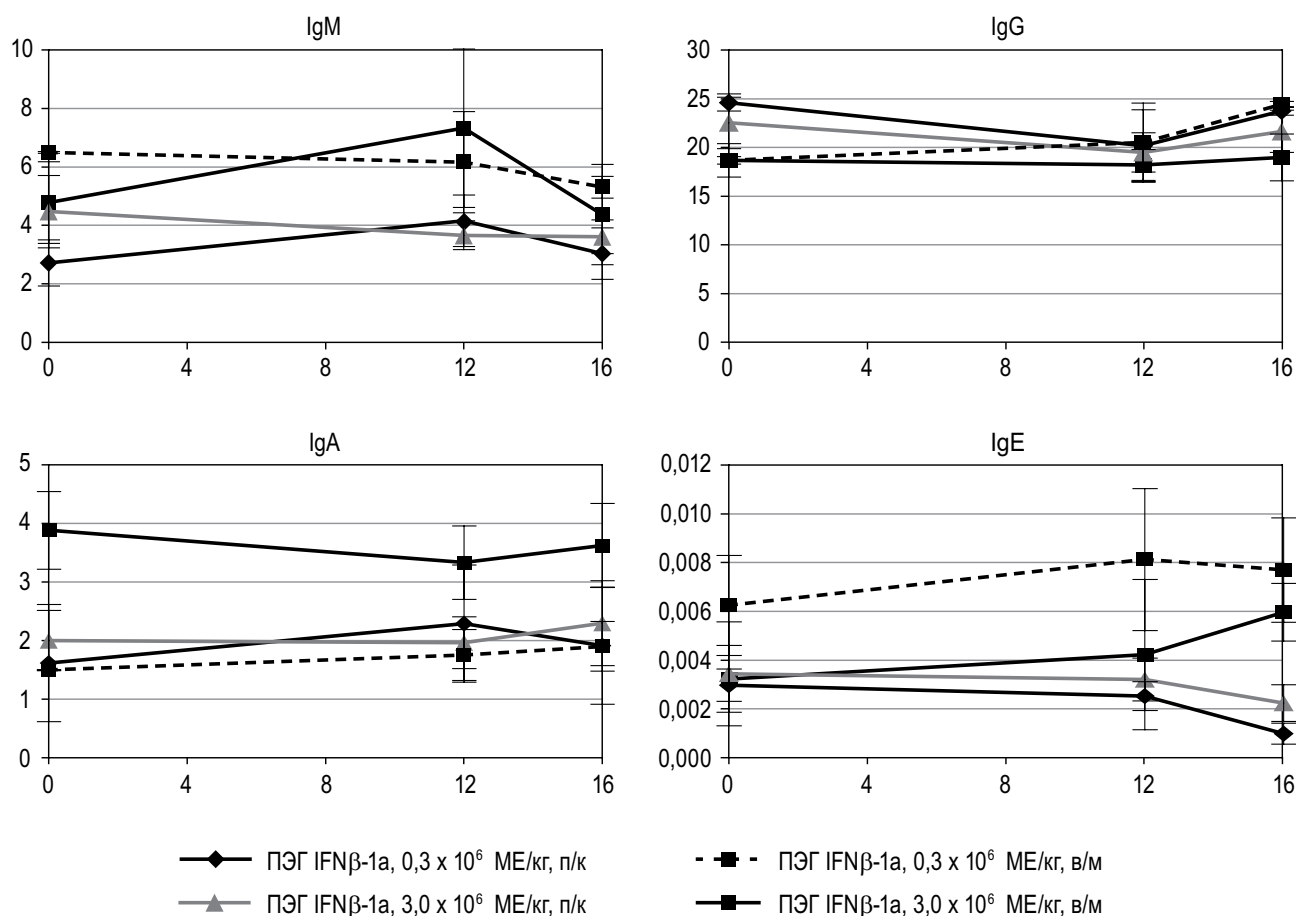 IgM
10
8
6
4
2
0
0 4 8 12 16
IgG
30
25
20
15
10
5
0
0 4 8 12 16
IgA
5
4
3
2
1
0
0 4 8 12 16
IgE
0,012
0,010
0,008
0,006
0,004
0,002
0,000
0 4 8 12 16
ПЭГ IFNβ-1a, 0,3 x 10⁶ МЕ/кг, п/к
ПЭГ IFNβ-1a, 0,3 x 10⁶ МЕ/кг, в/м
ПЭГ IFNβ-1a, 3,0 x 10⁶ МЕ/кг, п/к
ПЭГ IFNβ-1a, 3,0 x 10⁶ МЕ/кг, в/м